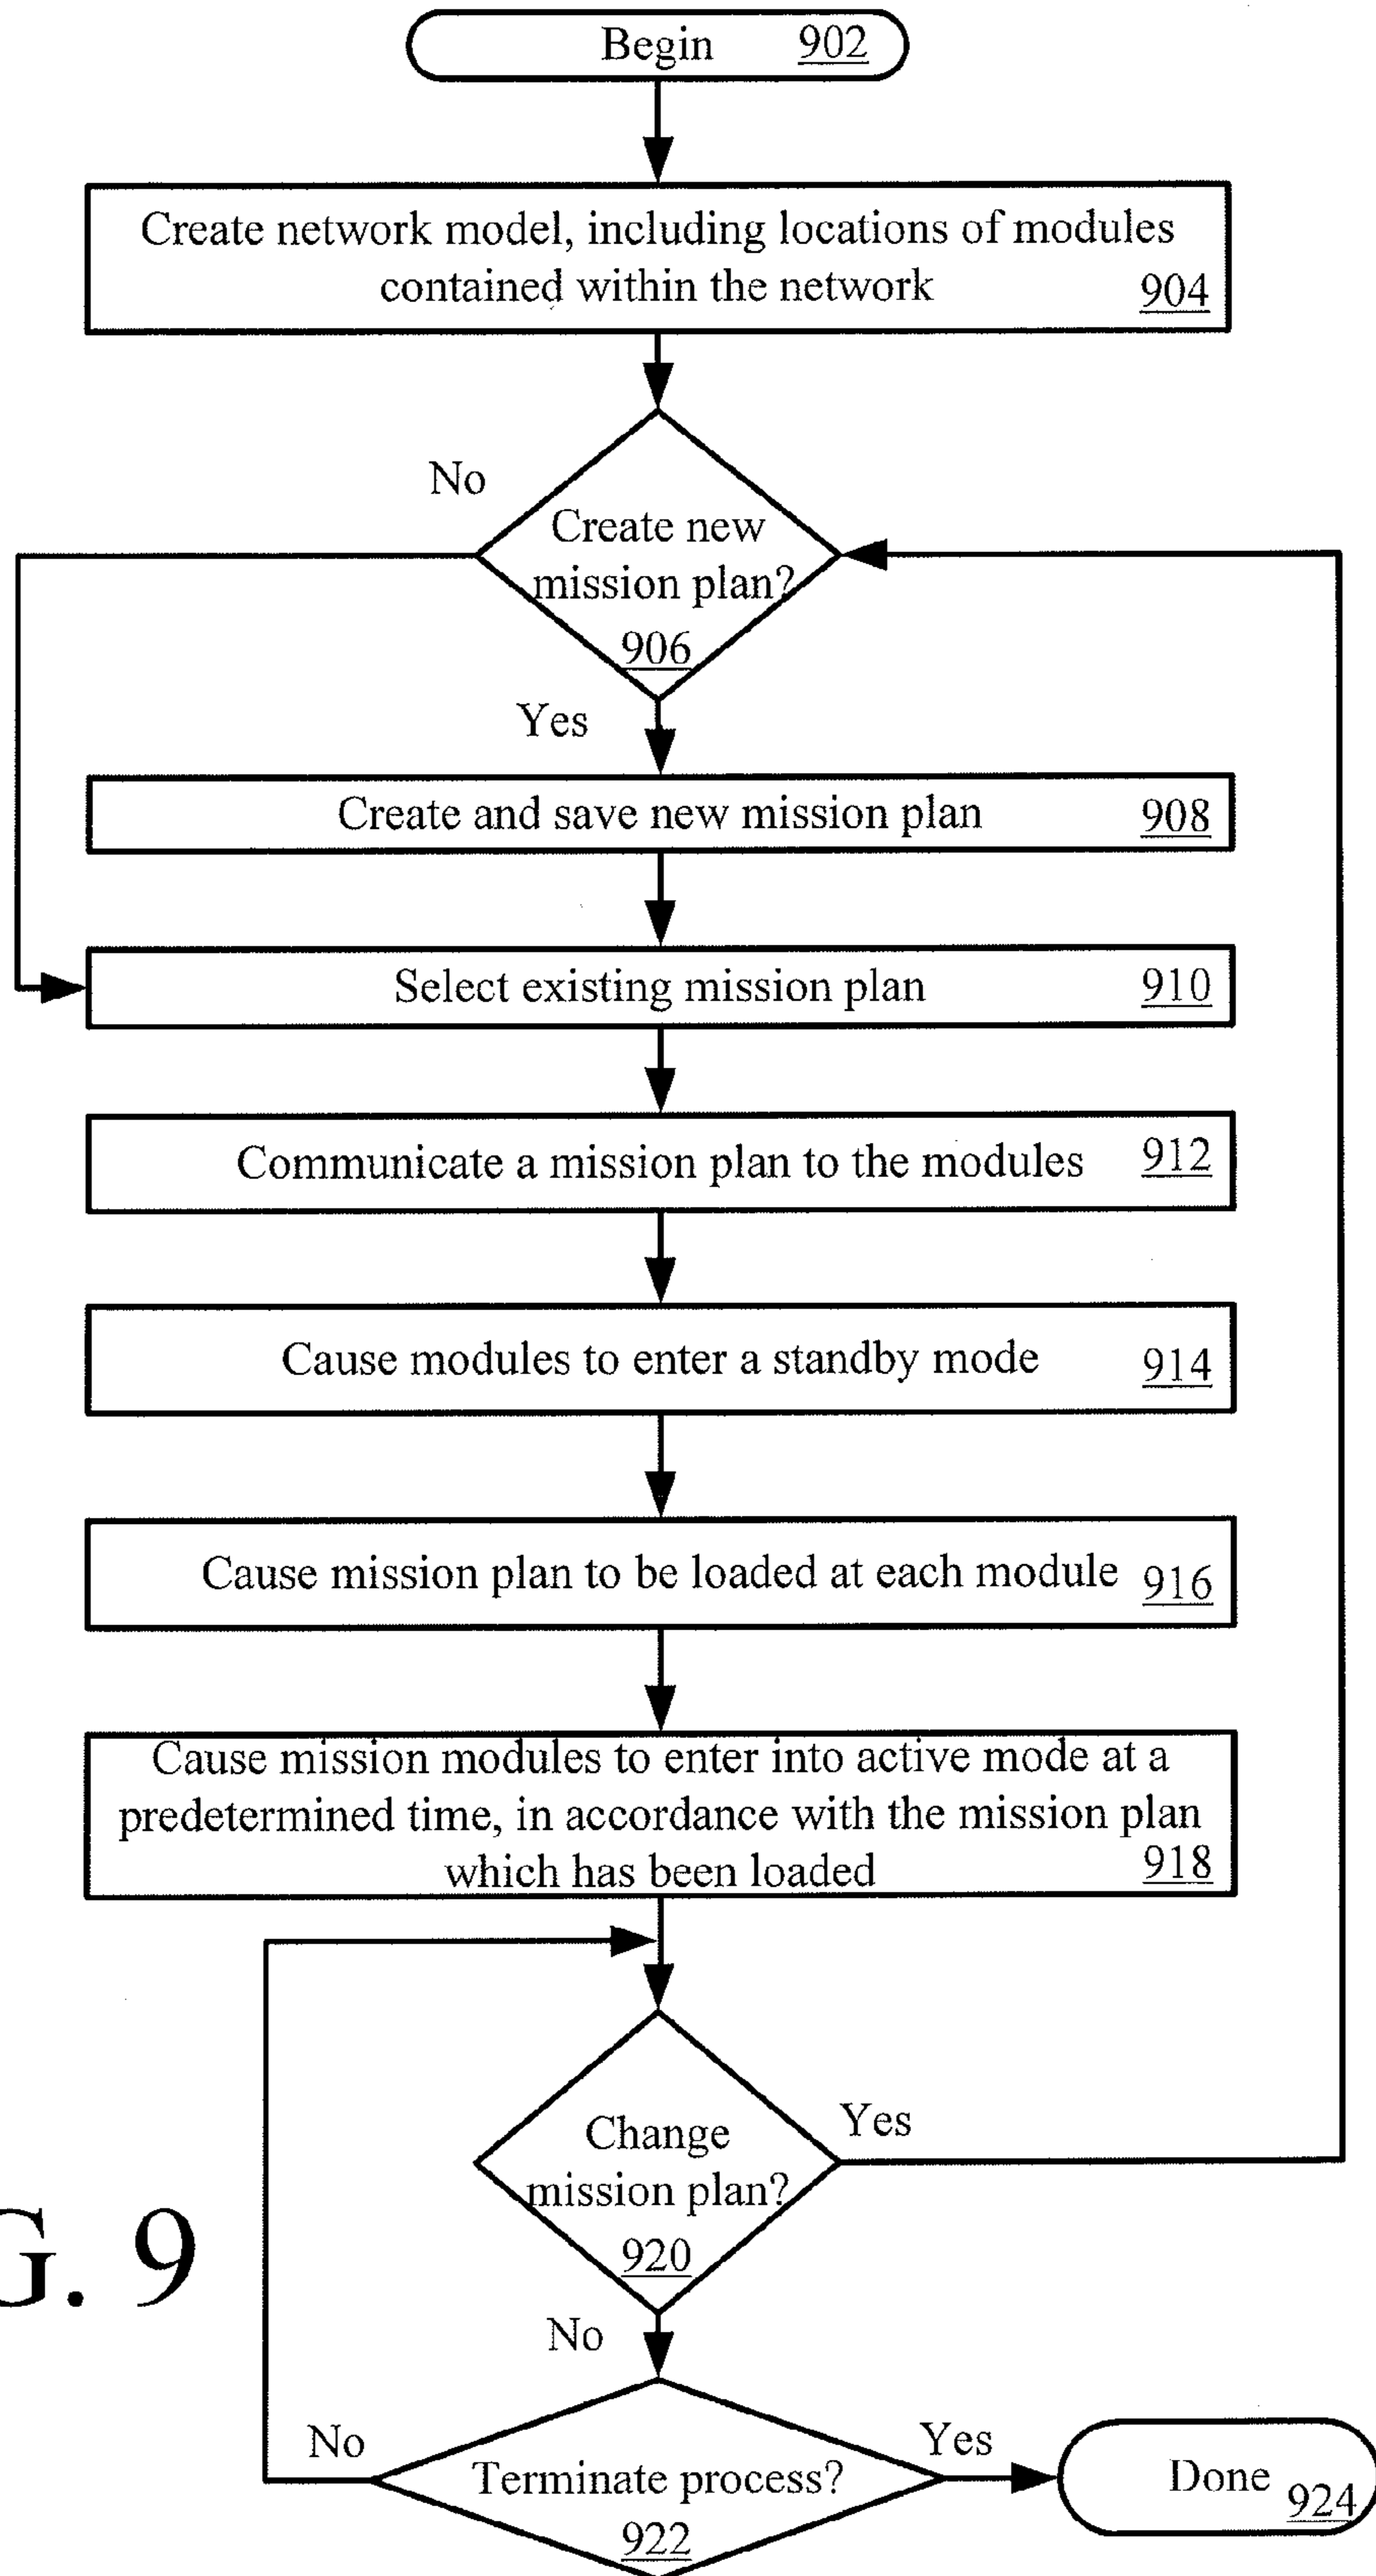 Begin 902
Create network model, including locations of modules
contained within the network 904
No
Create new
mission plan?
906
Yes
Create and save new mission plan 908
Select existing mission plan 910
Communicate a mission plan to the modules 912
Cause modules to enter a standby mode 914
Cause mission plan to be loaded at each module 916
Cause mission modules to enter into active mode at a
predetermined time, in accordance with the mission plan
which has been loaded 918
Change
mission plan?
920
Yes
No
G. 9
Terminate process?
922
No
Yes
Done 924